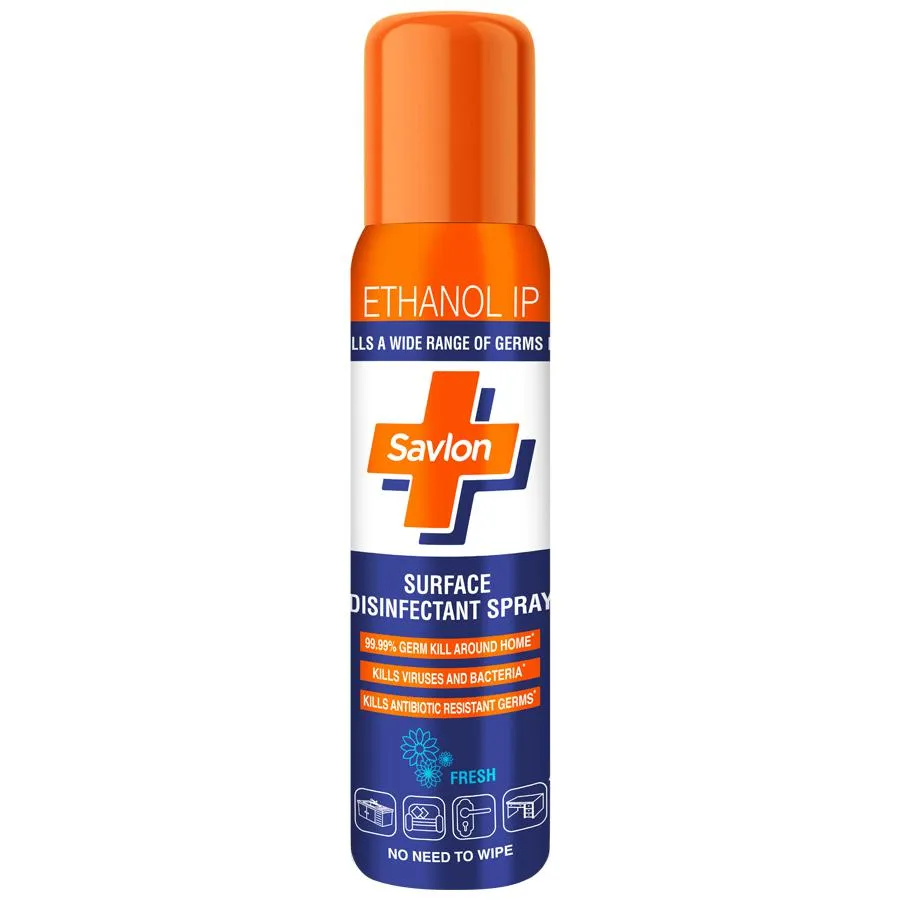 ETHANOL IP
LLS A WIDE RANGE OF GERMS
Savlon
SURFACE
DISINFECTANT SPRAY
99.99% GERM KILL AROUND HOME*
KILLS VIRUSES AND BACTERIA*
KILLS ANTIBIOTIC RESISTANT GERMS*
FRESH
NO NEED TO WIPE